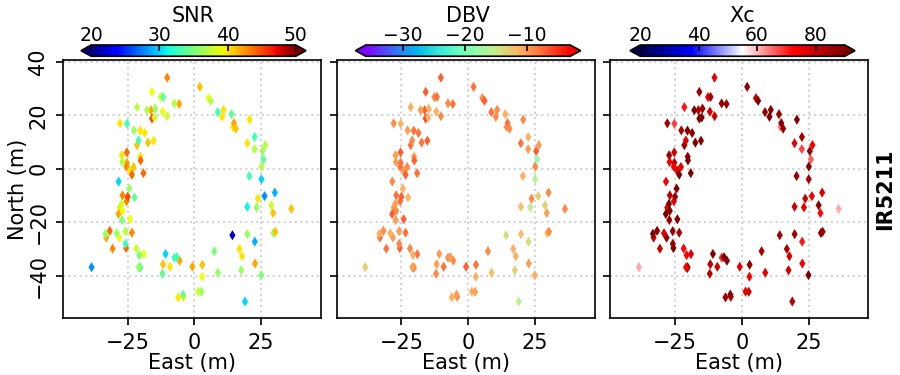 SNR DBV Xc
20 30 40 50 −30 −20 −10 20 40 60 80
40
20
0
−20
−40
North (m)
IR5211
−25 0 25 −25 0 25 −25 0 25
East (m) East (m) East (m)